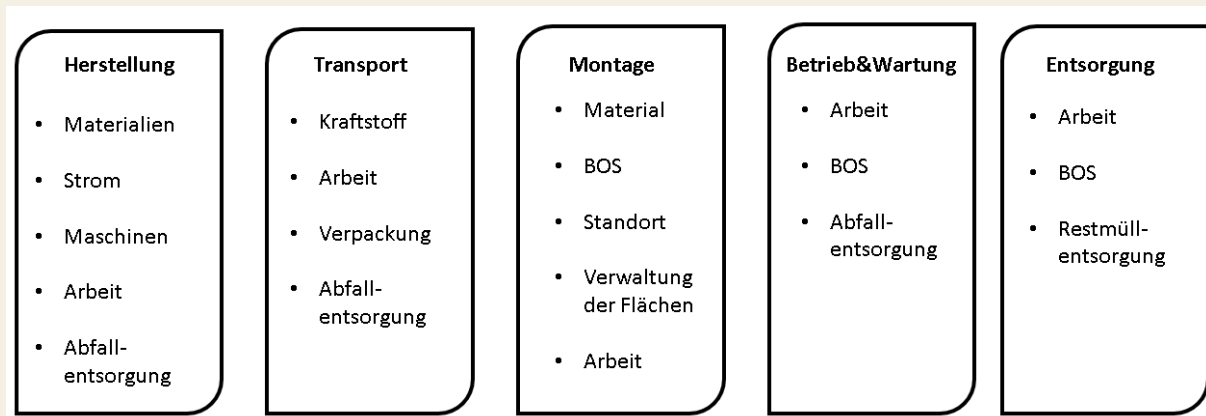 Herstellung
• Materialien
• Strom
• Maschinen
• Arbeit
• Abfall-
entsorgung
Transport
• Kraftstoff
• Arbeit
• Verpackung
• Abfall-
entsorgung
Montage
• Material
• BOS
• Standort
• Verwaltung
der Flächen
• Arbeit
Betrieb&Wartung
• Arbeit
• BOS
• Abfall-
entsorgung
Entsorgung
• Arbeit
• BOS
• Restmüll-
entsorgung